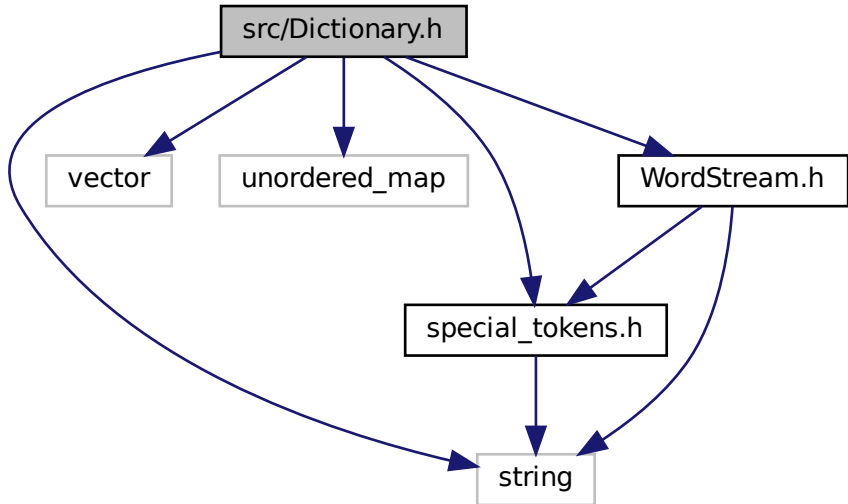 src/Dictionary.h
vector
unordered_map
WordStream.h
special_tokens.h
string